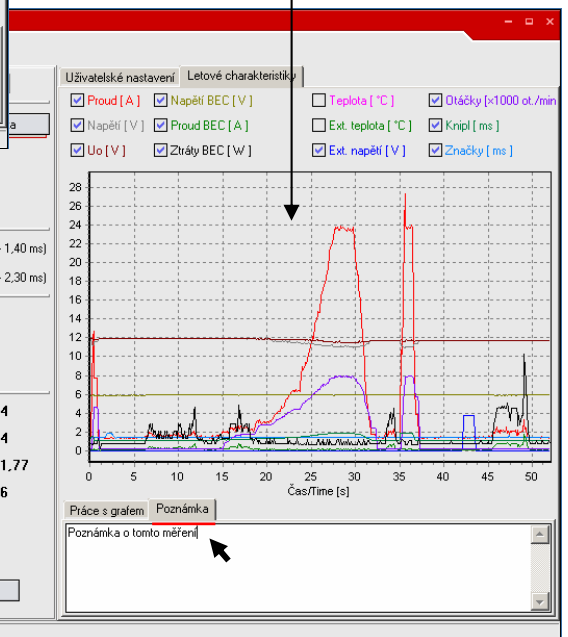 Uživatelské nastavení Letové charakteristiky
Proud [ A ] Napětí BEC [ V ] Teplota [ °C ] Otáčky [x1000 ot./min
a
Napětí [ V ] Proud BEC [ A ] Ext. teplota [ °C ] Knipl [ ms ]
Uo [ V ] Ztráty BEC [ W ] Ext. napětí [ V ] Značky [ ms ]
28
26
24
22
20
18
16
14
12
10
8
6
4
2
0
0 5 10 15 20 25 30 35 40 45 50
Čas/Time [s]
1,40 ms)
2,30 ms)
4
4
1,77
6
Práce s grafem Poznámka
Poznámka o tomto měření